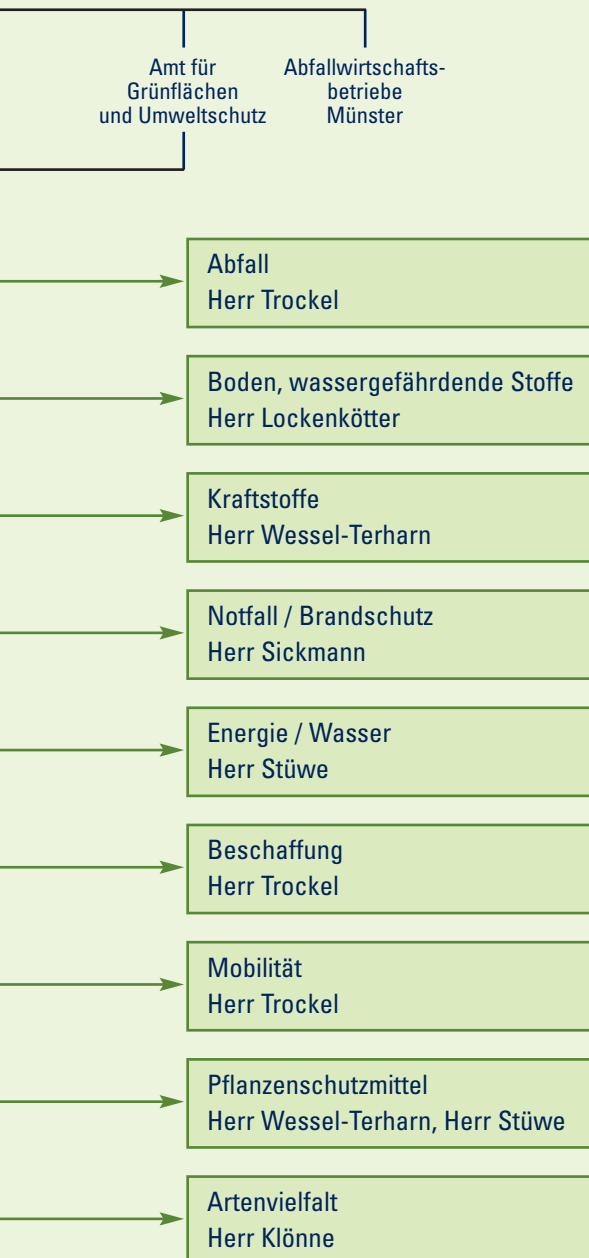 Amt für
Grünflächen
und Umweltschutz
Abfallwirtschafts-
betriebe
Münster
Abfall
Herr Trockel
Boden, wassergefährdende Stoffe
Herr Lockenkötter
Kraftstoffe
Herr Wessel-Terharn
Notfall / Brandschutz
Herr Sickmann
Energie / Wasser
Herr Stüwe
Beschaffung
Herr Trockel
Mobilität
Herr Trockel
Pflanzenschutzmittel
Herr Wessel-Terharn, Herr Stüwe
Artenvielfalt
Herr Klönne